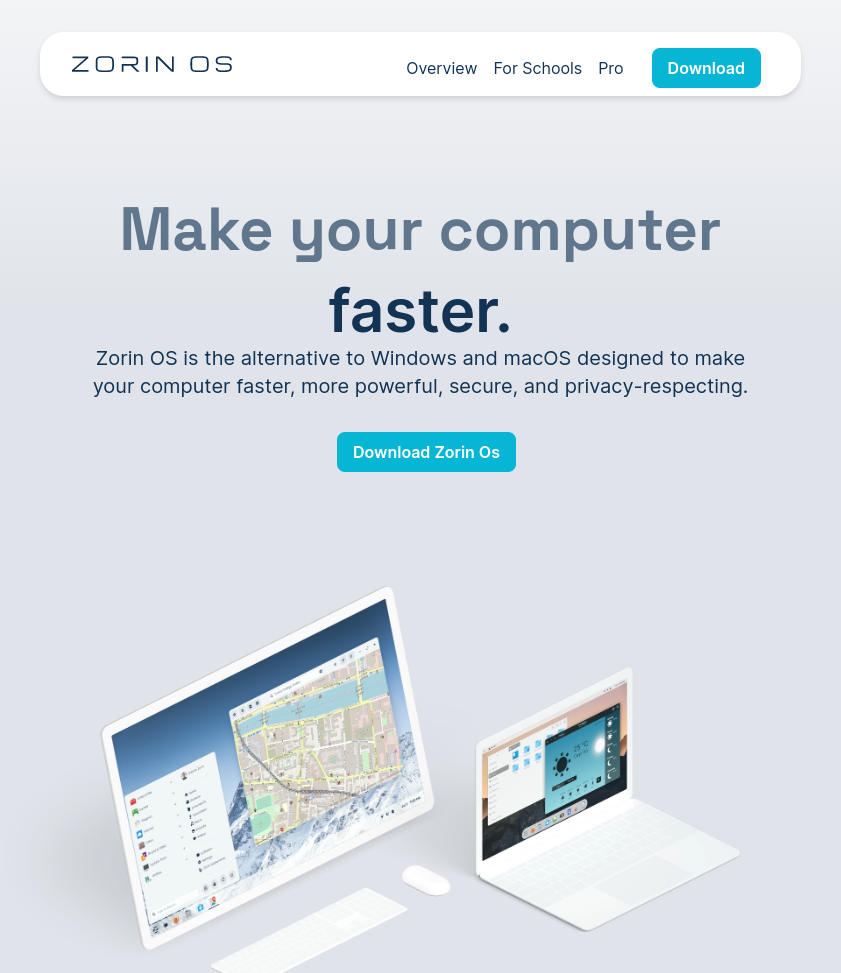 ZORIN OS
Overview For Schools Pro Download
Make your computer
faster.
Zorin OS is the alternative to Windows and macOS designed to make
your computer faster, more powerful, secure, and privacy-respecting.
Download Zorin Os